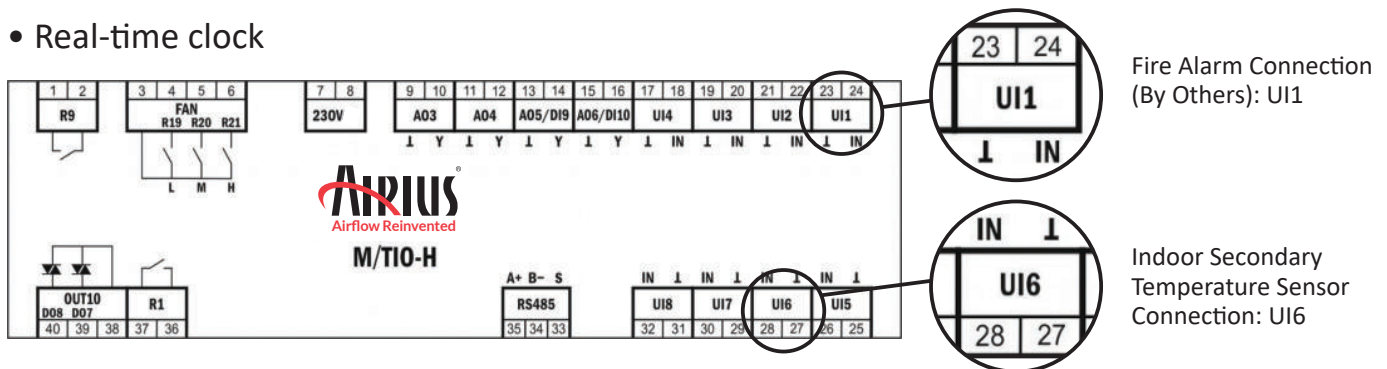 • Real-time clock
1 2 3 4 5 6 7 8 9 10 11 12 13 14 15 16 17 18 19 20 21 22 23 24
R9 FAN 230V AO3 AO4 AO5/DI9 AO6/DI10 UI4 UI3 UI2 UI1
R19 R20 R21
⊥ Y ⊥ Y ⊥ Y ⊥ Y ⊥ IN ⊥ IN ⊥ IN ⊥ IN
L M H
AIRIUS®
Airflow Reinvented
M/TIO-H
A+ B− S IN ⊥ IN ⊥ IN ⊥ IN ⊥
OUT10 R1 RS485 UI8 UI7 UI6 UI5
DO8 DO7
40 39 38 37 36 35 34 33 32 31 30 29 28 27 26 25
23 24
UI1
⊥ IN
Fire Alarm Connection
(By Others): UI1
IN ⊥
UI6
28 27
Indoor Secondary
Temperature Sensor
Connection: UI6